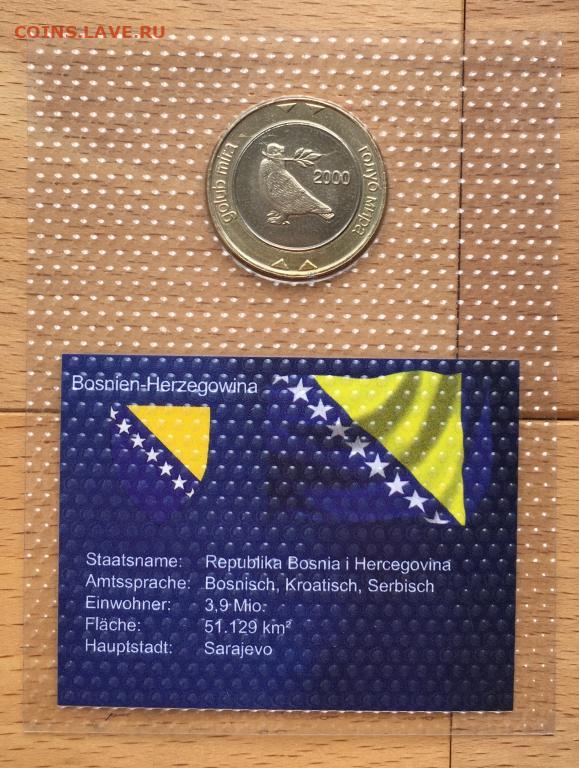 COINS.LAVE.RU
golub mira
голуб мира
2000
Bosnien-Herzegowina
Staatsname: Republika Bosnia i Hercegovina
Amtssprache: Bosnisch, Kroatisch, Serbisch
Einwohner: 3,9 Mio.
Fläche: 51.129 km²
Hauptstadt: Sarajevo